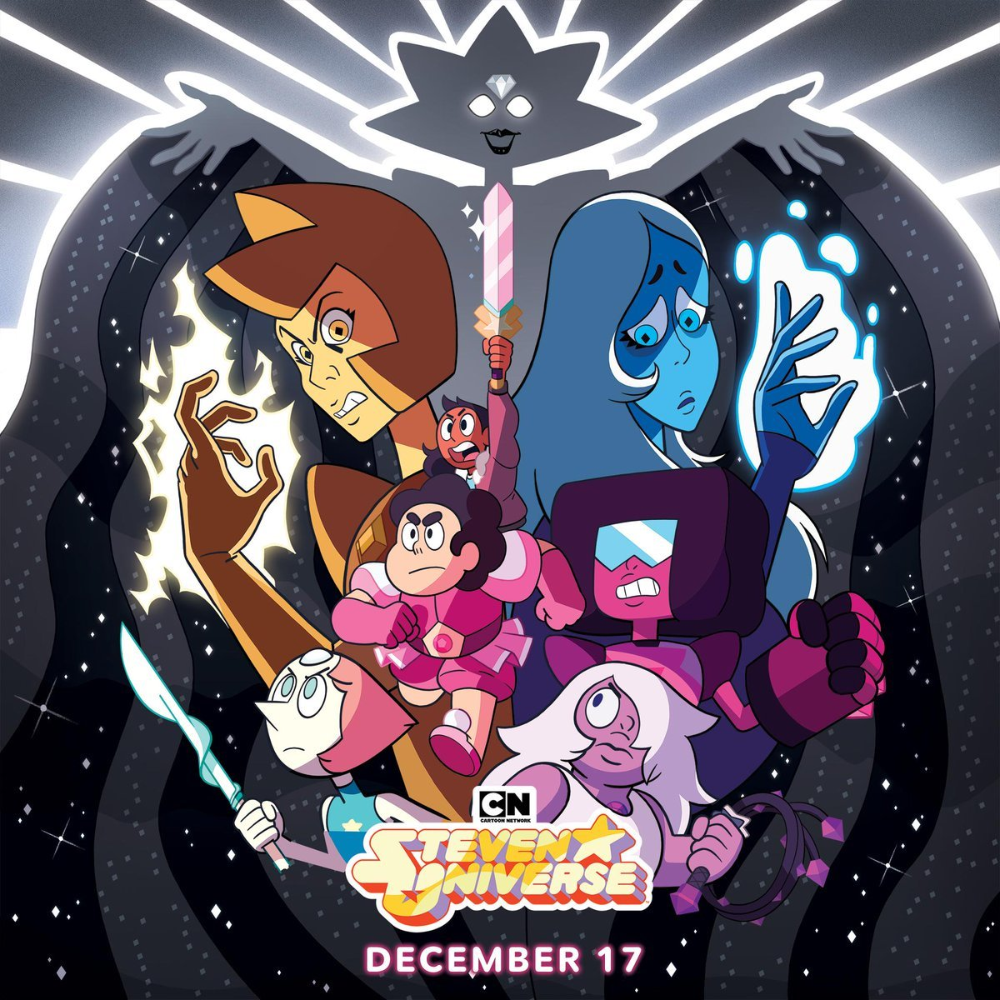 CN
CARTOON NETWORK
STEVEN
UNIVERSE
DECEMBER 17